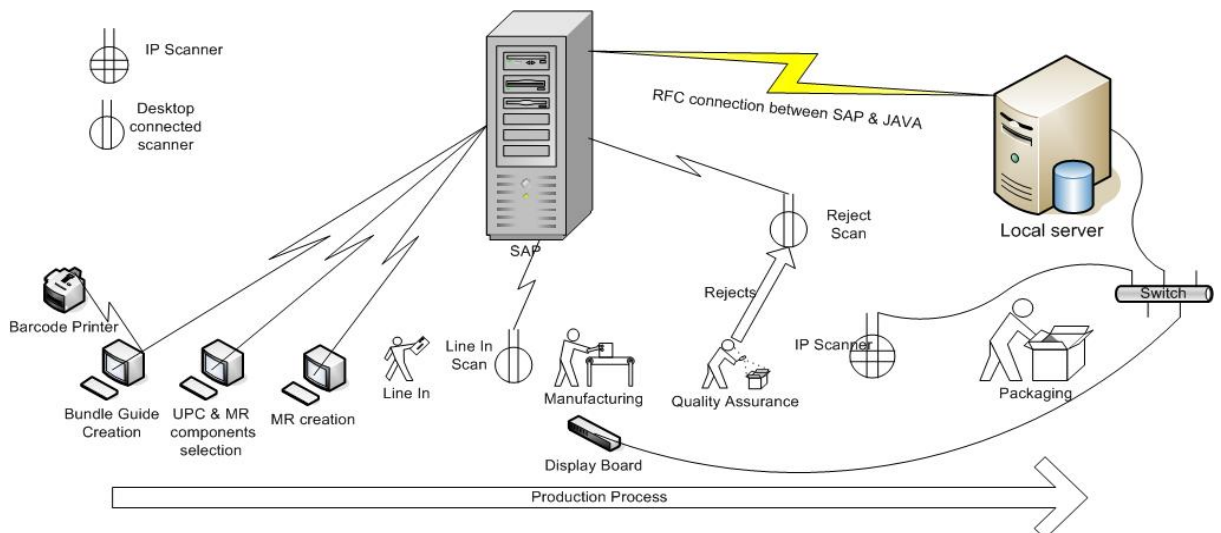 IP Scanner
Desktop
connected
scanner
RFC connection between SAP & JAVA
SAP
Reject
Scan
Local server
Rejects
Switch
Barcode Printer
Line In
Scan
IP Scanner
Line In
Manufacturing
Quality Assurance
Packaging
Bundle Guide
Creation
UPC & MR
components
selection
MR creation
Display Board
Production Process